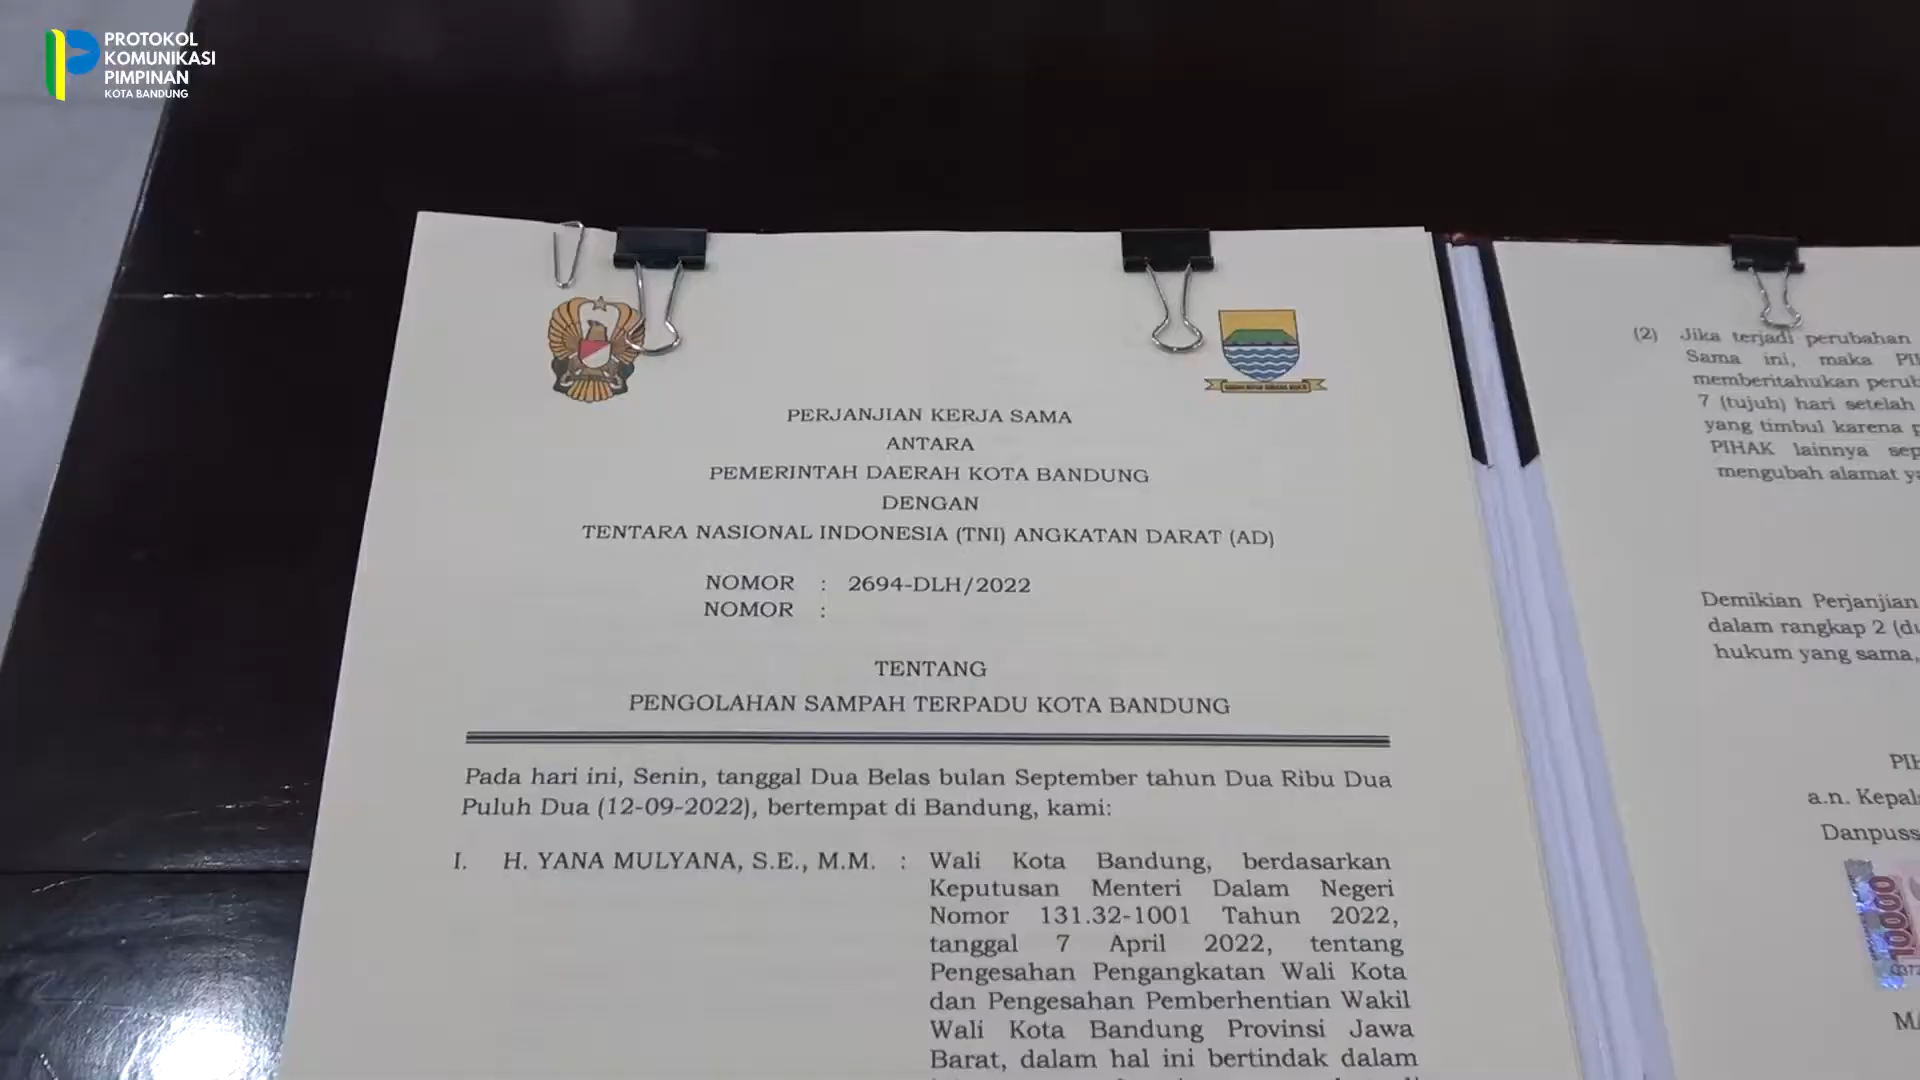 PROTOKOL
KOMUNIKASI
PIMPINAN
KOTA BANDUNG
PERJANJIAN KERJA SAMA
ANTARA
PEMERINTAH DAERAH KOTA BANDUNG
DENGAN
TENTARA NASIONAL INDONESIA (TNI) ANGKATAN DARAT (AD)
NOMOR : 2694-DLH/2022
NOMOR :
TENTANG
PENGOLAHAN SAMPAH TERPADU KOTA BANDUNG
Pada hari ini, Senin, tanggal Dua Belas bulan September tahun Dua Ribu Dua
Puluh Dua (12-09-2022), bertempat di Bandung, kami:
I. H. YANA MULYANA, S.E., M.M. : Wali Kota Bandung, berdasarkan
Keputusan Menteri Dalam Negeri
Nomor 131.32-1001 Tahun 2022,
tanggal 7 April 2022, tentang
Pengesahan Pengangkatan Wali Kota
dan Pengesahan Pemberhentian Wakil
Wali Kota Bandung Provinsi Jawa
Barat, dalam hal ini bertindak dalam
(2) Jika terjadi perubahan
Sama ini, maka
memberitahukan
7 (tujuh) hari setelah
yang timbul karena
PIHAK lainnya
mengubah alamat
Demikian Perjanjian
dalam rangkap 2
hukum yang sama,
a.n.
10000